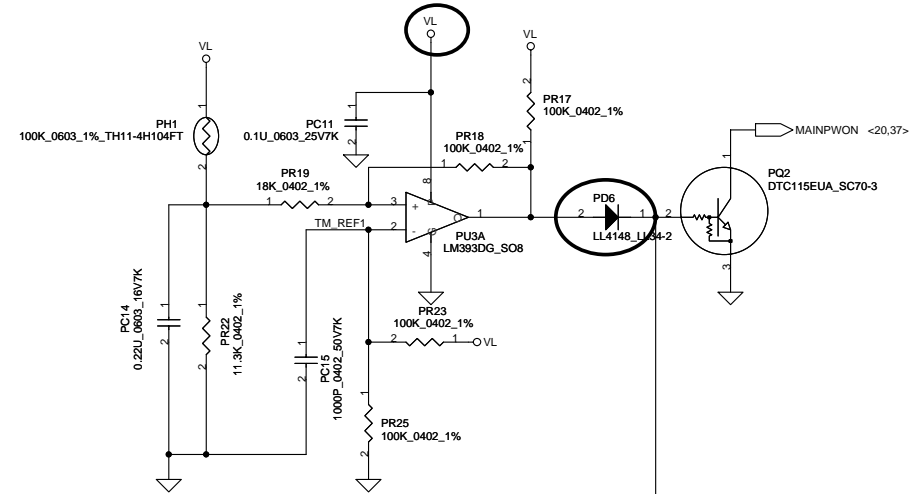 VL
VL
VL
1
PH1
100K_0603_1%_TH11-4H104FT
2
1
PC11
0.1U_0603_25V7K
2
2
PR17
100K_0402_1%
1
MAINPWON <20,37>
1
PR18
100K_0402_1%
1
2
PQ2
DTC115EUA_SC70-3
PR19
18K_0402_1%
1
2
8
3
+
P
O
1
TM_REF1
2
-
G
PU3A
LM393DG_SO8
4
PD6
2
1
LL4148_LL34-2
2
3
PC14
0.22U_0603_16V7K
1
2
PR22
11.3K_0402_1%
1
2
PC15
1000P_0402_50V7K
1
2
PR23
100K_0402_1%
2
1
VL
1
PR25
100K_0402_1%
2